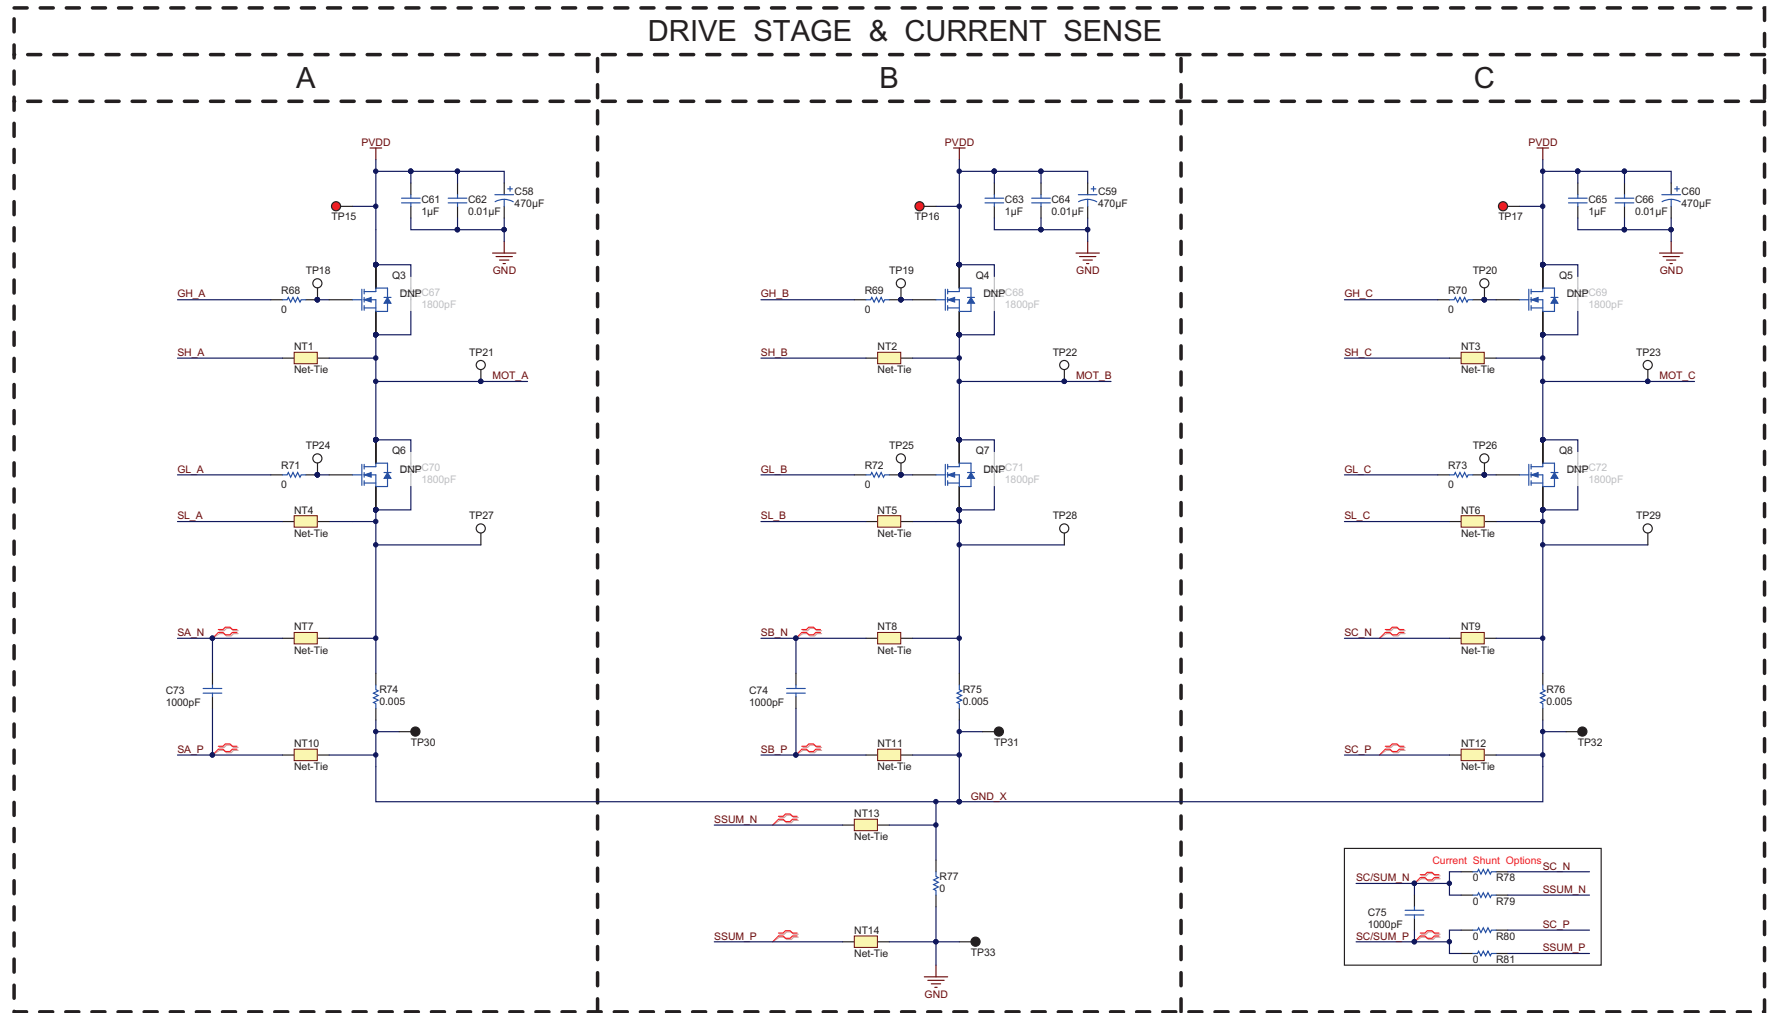 DRIVE STAGE & CURRENT SENSE
A
B
C
PVDD
TP15
C61
1µF
C62
0.01µF
+
C58
470µF
GND
TP18
GH_A
R68
0
Q3
DNP
C67
1800pF
SH_A
NT1
Net-Tie
TP21
MOT_A
TP24
GL_A
R71
0
Q6
DNP
C70
1800pF
SL_A
NT4
Net-Tie
TP27
SA_N
NT7
Net-Tie
C73
1000pF
R74
0.005
TP30
SA_P
NT10
Net-Tie
PVDD
TP16
C63
1µF
C64
0.01µF
+
C59
470µF
GND
TP19
GH_B
R69
0
Q4
DNP
C68
1800pF
SH_B
NT2
Net-Tie
TP22
MOT_B
TP25
GL_B
R72
0
Q7
DNP
C71
1800pF
SL_B
NT5
Net-Tie
TP28
SB_N
NT8
Net-Tie
C74
1000pF
R75
0.005
TP31
SB_P
NT11
Net-Tie
GND_X
SSUM_N
NT13
Net-Tie
R77
0
SSUM_P
NT14
Net-Tie
TP33
GND
PVDD
TP17
C65
1µF
C66
0.01µF
+
C60
470µF
GND
TP20
GH_C
R70
0
Q5
DNP
C69
1800pF
SH_C
NT3
Net-Tie
TP23
MOT_C
TP26
GL_C
R73
0
Q8
DNP
C72
1800pF
SL_C
NT6
Net-Tie
TP29
SC_N
NT9
Net-Tie
R76
0.005
TP32
SC_P
NT12
Net-Tie
Current Shunt Options
SC_N
SC/SUM_N
0
R78
SSUM_N
0
R79
C75
1000pF
SC_P
SC/SUM_P
0
R80
SSUM_P
0
R81